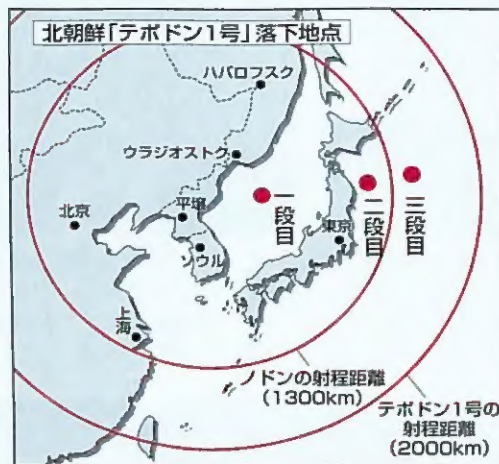 北朝鮮「テポドン1号」落下地点
ハバロフスク
ウラジオストク
北京
平壌
一段目
二段目
三段目
東京
ソウル
上海
ノドンの射程距離
(1300km)
テポドン1号の
射程距離
(2000km)